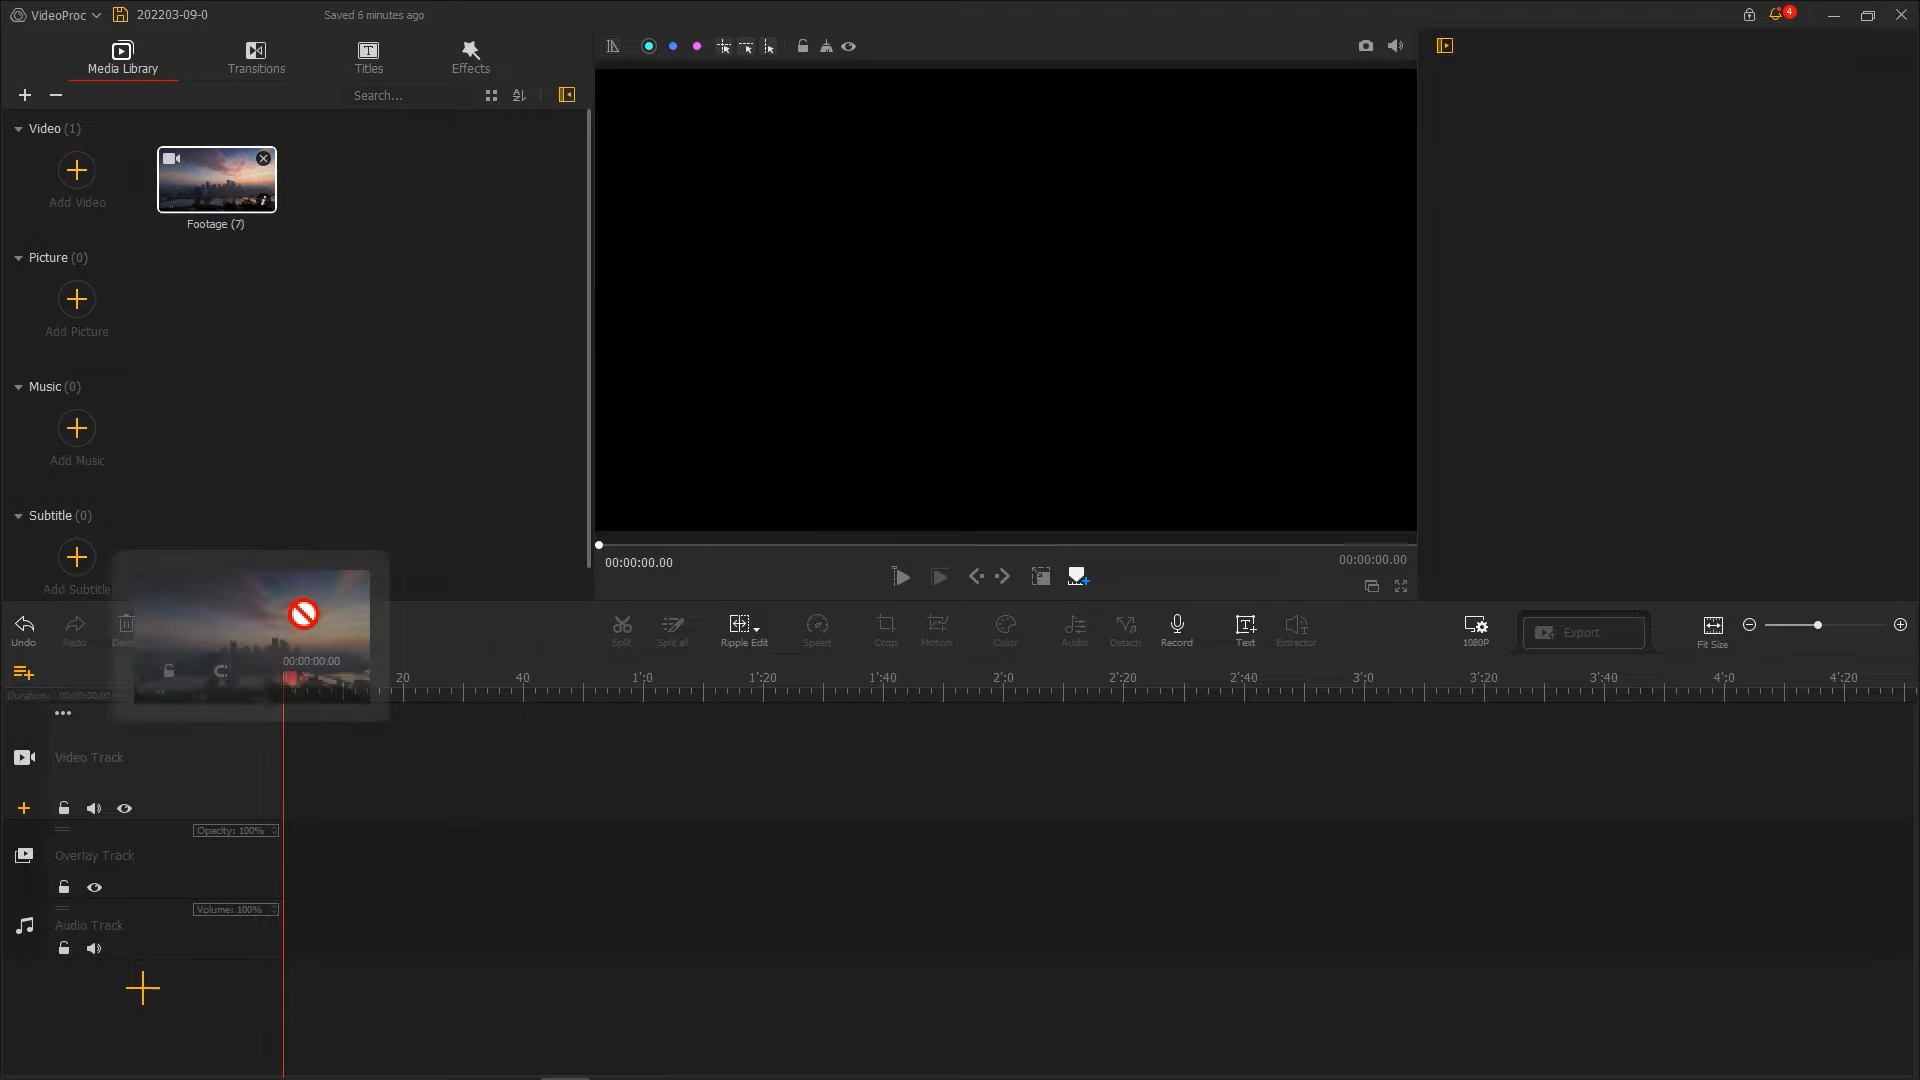 VideoProc
202203-09-0
Saved 6 minutes ago
4
Media Library
Transitions
Titles
Effects
Search...
Video (1)
Add Video
Footage (7)
Picture (0)
Add Picture
Music (0)
Add Music
Subtitle (0)
Add Subtitle
00:00:00.00
00:00:00.00
Undo
Redo
Split
Split all
Ripple Edit
Speed
Crop
Motion
Color
Audio
Detach
Record
Text
Extractor
1080P
Export
Fit Size
00:00:00.00
20
40
1':0
1':20
1':40
2':0
2':20
2':40
3':0
3':20
3':40
4':0
4':20
Duration: 00:00:00.00
Video Track
Opacity: 100%
Overlay Track
Volume: 100%
Audio Track